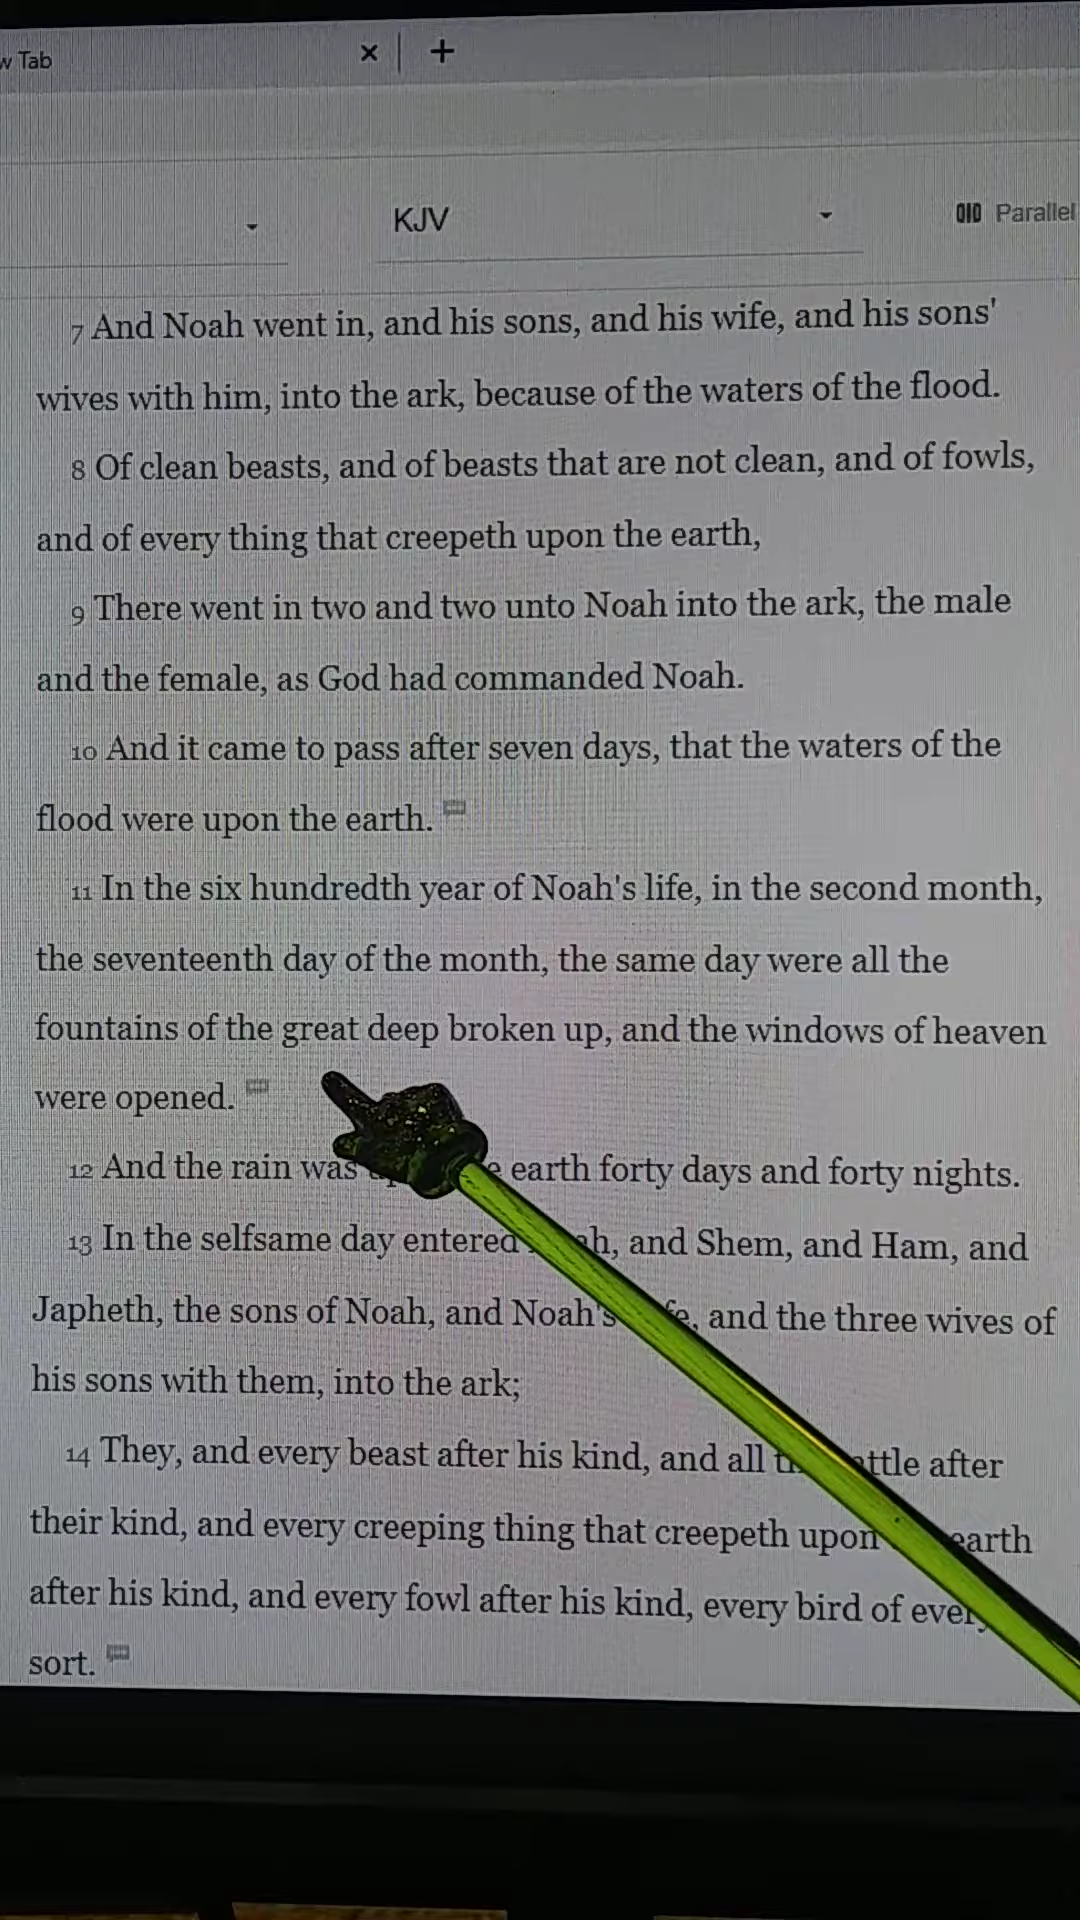 w Tab × +
KJV Parallel
7 And Noah went in, and his sons, and his wife, and his sons'
wives with him, into the ark, because of the waters of the flood.
8 Of clean beasts, and of beasts that are not clean, and of fowls,
and of every thing that creepeth upon the earth,
9 There went in two and two unto Noah into the ark, the male
and the female, as God had commanded Noah.
10 And it came to pass after seven days, that the waters of the
flood were upon the earth.
11 In the six hundredth year of Noah's life, in the second month,
the seventeenth day of the month, the same day were all the
fountains of the great deep broken up, and the windows of heaven
were opened.
12 And the rain was earth forty days and forty nights.
13 In the selfsame day entered and Shem, and Ham, and
Japheth, the sons of Noah, and Noah's and the three wives of
his sons with them, into the ark;
14 They, and every beast after his kind, and all after
their kind, and every creeping thing that creepeth upon earth
after his kind, and every fowl after his kind, every bird of every
sort.